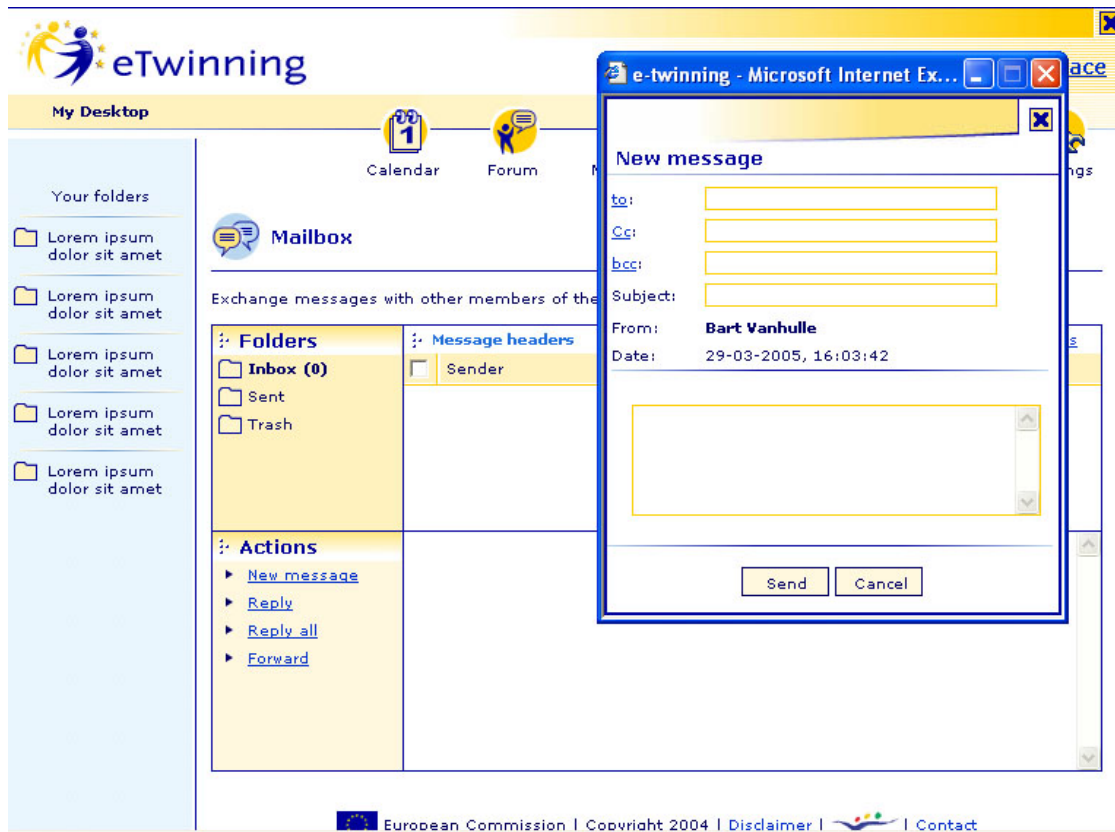 eTwinning
ace
My Desktop
Calendar
Forum
ngs
Your folders
Lorem ipsum
dolor sit amet
Lorem ipsum
dolor sit amet
Lorem ipsum
dolor sit amet
Lorem ipsum
dolor sit amet
Lorem ipsum
dolor sit amet
Mailbox
Exchange messages with other members of the
Folders
Inbox (0)
Sent
Trash
Message headers
s
Sender
Actions
New message
Reply
Reply all
Forward
e-twinning - Microsoft Internet Ex...
New message
to:
Cc:
bcc:
Subject:
From: Bart Vanhulle
Date: 29-03-2005, 16:03:42
Send Cancel
European Commission | Copyright 2004 | Disclaimer | | Contact